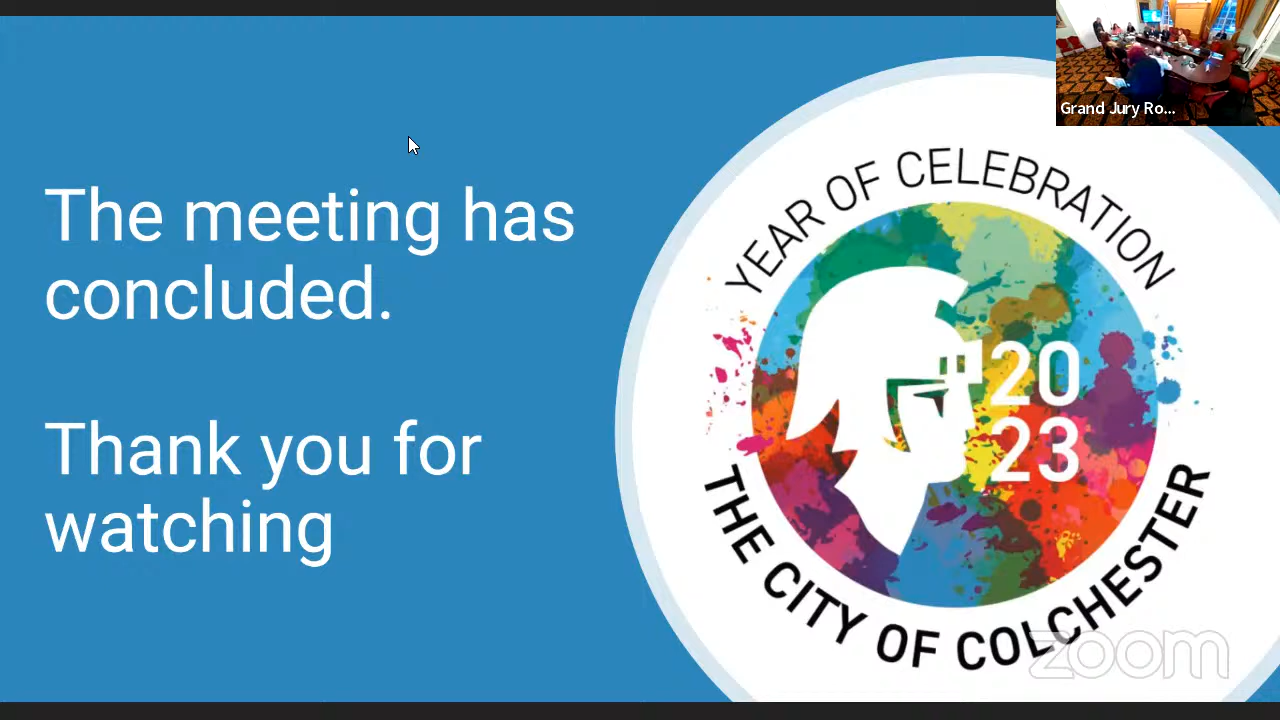 The meeting has
concluded.
Thank you for
watching
Grand Jury Ro...
YEAR OF CELEBRATION
20
23
THE CITY OF COLCHESTER
zoom